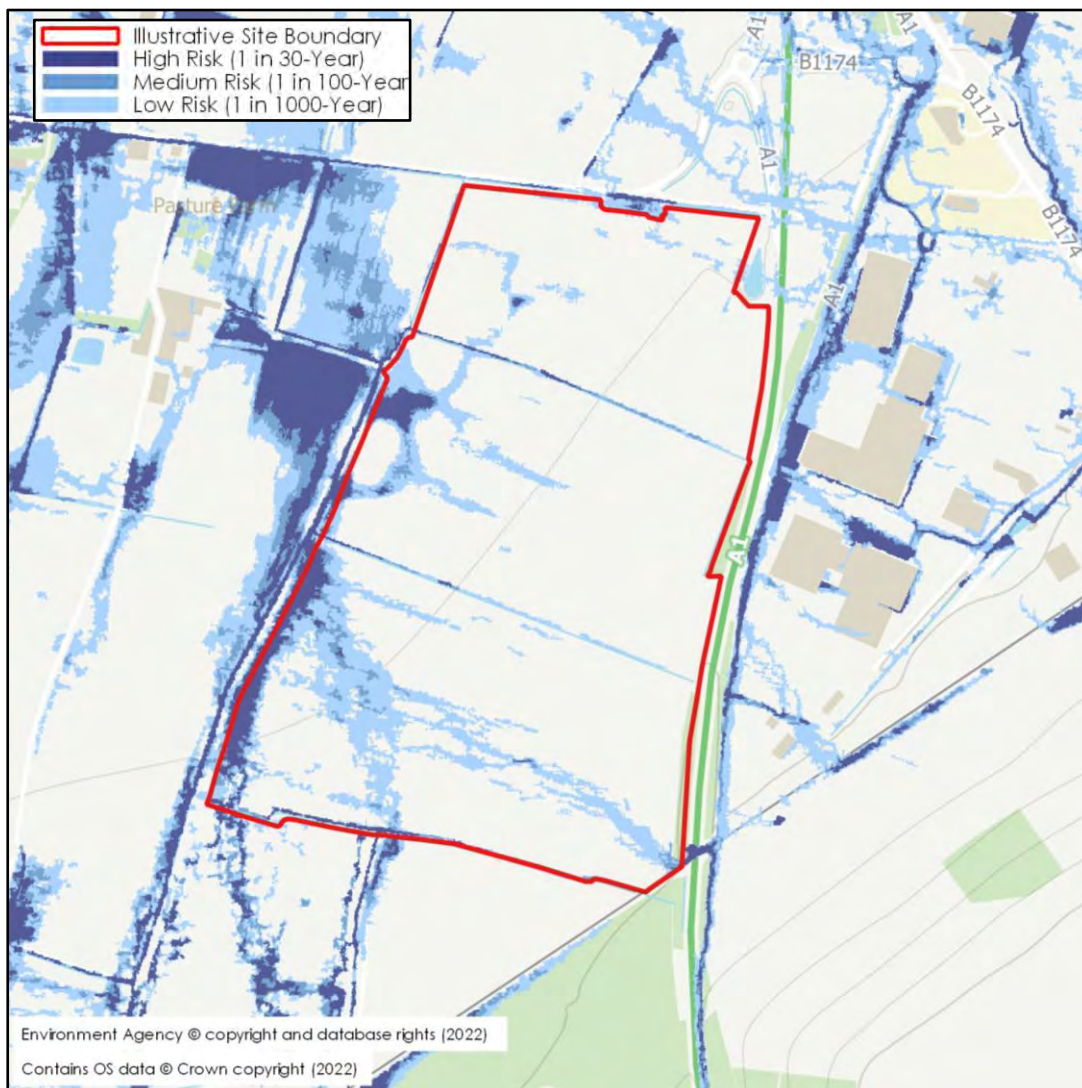 Illustrative Site Boundary
High Risk (1 in 30-Year)
Medium Risk (1 in 100-Year
Low Risk (1 in 1000-Year)
A1
A1
B1174
B1174
A1
B1174
Pasture
A1
A1
Environment Agency © copyright and database rights (2022)
Contains OS data © Crown copyright (2022)